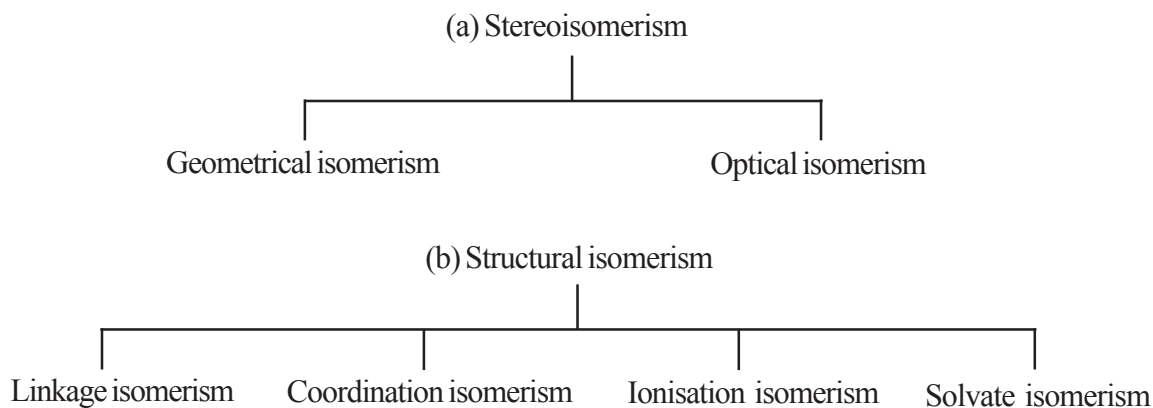 (a) Stereoisomerism
Geometrical isomerism Optical isomerism
(b) Structural isomerism
Linkage isomerism Coordination isomerism Ionisation isomerism Solvate isomerism